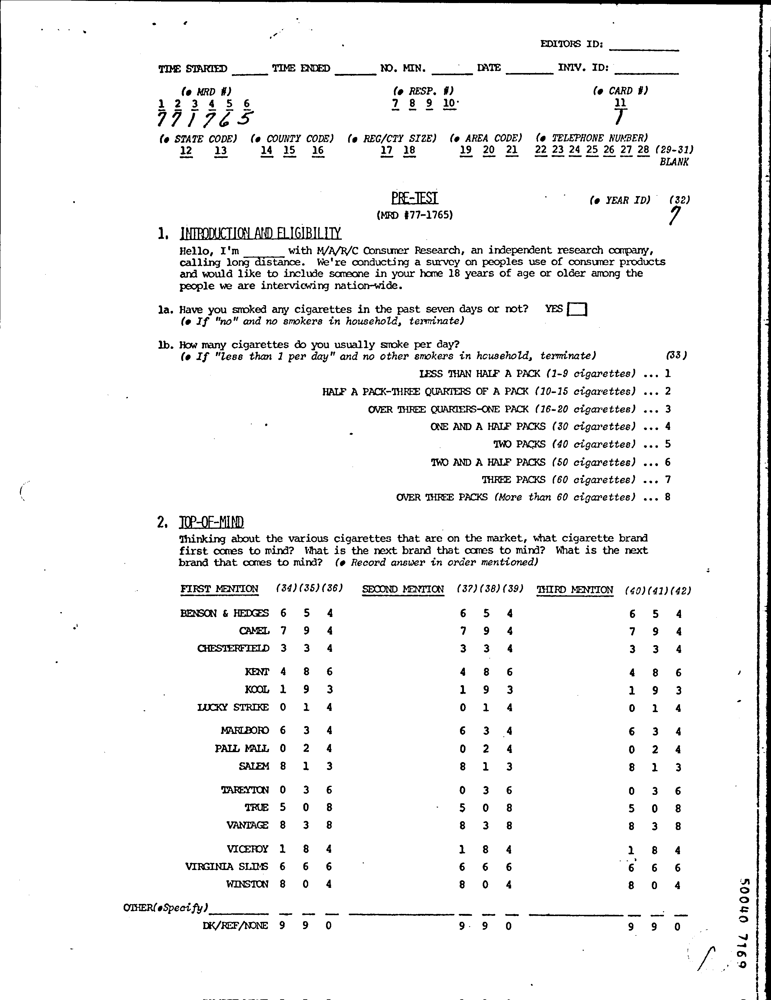 EDITORS ID: ________
TIME STARTED ______ TIME ENDED ______ NO. MIN. ______ DATE ______ INTV. ID: ________
(• MRD #) (• RESP. #) (• CARD #)
1 2 3 4 5 6 7 8 9 10 11
7 7 1 7 6 5 1
(• STATE CODE) (• COUNTY CODE) (• REG/CTY SIZE) (• AREA CODE) (• TELEPHONE NUMBER)
12 13 14 15 16 17 18 19 20 21 22 23 24 25 26 27 28 (29-31)
BLANK
PRE-TEST (• YEAR ID) (32)
(MRD #77-1765) 7
1. INTRODUCTION AND ELIGIBILITY
Hello, I'm ______ with M/A/R/C Consumer Research, an independent research company,
calling long distance. We're conducting a survey on peoples use of consumer products
and would like to include someone in your home 18 years of age or older among the
people we are interviewing nation-wide.
1a. Have you smoked any cigarettes in the past seven days or not? YES
(• If "no" and no smokers in household, terminate)
1b. How many cigarettes do you usually smoke per day?
(• If "less than 1 per day" and no other smokers in household, terminate) (33)
LESS THAN HALF A PACK (1-9 cigarettes) ... 1
HALF A PACK-THREE QUARTERS OF A PACK (10-15 cigarettes) ... 2
OVER THREE QUARTERS-ONE PACK (16-20 cigarettes) ... 3
ONE AND A HALF PACKS (30 cigarettes) ... 4
TWO PACKS (40 cigarettes) ... 5
TWO AND A HALF PACKS (50 cigarettes) ... 6
THREE PACKS (60 cigarettes) ... 7
OVER THREE PACKS (More than 60 cigarettes) ... 8
2. TOP-OF-MIND
Thinking about the various cigarettes that are on the market, what cigarette brand
first comes to mind? What is the next brand that comes to mind? What is the next
brand that comes to mind? (• Record answer in order mentioned)
FIRST MENTION (34)(35)(36) SECOND MENTION (37)(38)(39) THIRD MENTION (40)(41)(42)
BENSON & HEDGES 6 5 4 6 5 4 6 5 4
CAMEL 7 9 4 7 9 4 7 9 4
CHESTERFIELD 3 3 4 3 3 4 3 3 4
KENT 4 8 6 4 8 6 4 8 6
KOOL 1 9 3 1 9 3 1 9 3
LUCKY STRIKE 0 1 4 0 1 4 0 1 4
MARLBORO 6 3 4 6 3 4 6 3 4
PALL MALL 0 2 4 0 2 4 0 2 4
SALEM 8 1 3 8 1 3 8 1 3
TAREYTON 0 3 6 0 3 6 0 3 6
TRUE 5 0 8 5 0 8 5 0 8
VANTAGE 8 3 8 8 3 8 8 3 8
VICEROY 1 8 4 1 8 4 1 8 4
VIRGINIA SLIMS 6 6 6 6 6 6 6 6 6
WINSTON 8 0 4 8 0 4 8 0 4
OTHER(•Specify)
DK/REF/NONE 9 9 0 9 9 0 9 9 0
50040 7169